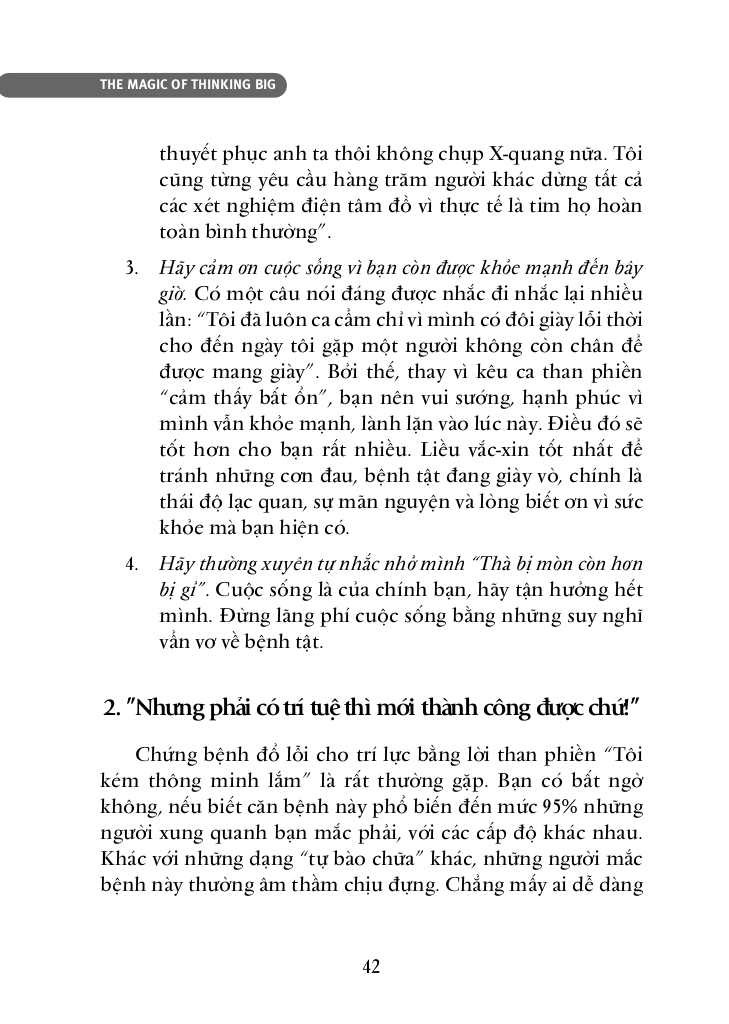 THE MAGIC OF THINKING BIG
thuyết phục anh ta thôi không chụp X-quang nữa. Tôi
cũng từng yêu cầu hàng trăm người khác dừng tất cả
các xét nghiệm điện tâm đồ vì thực tế là tim họ hoàn
toàn bình thường”.
3. Hãy cảm ơn cuộc sống vì bạn còn được khỏe mạnh đến bây
giờ. Có một câu nói đáng được nhắc đi nhắc lại nhiều
lần: “Tôi đã luôn ca cẩm chỉ vì mình có đôi giày lỗi thời
cho đến ngày tôi gặp một người không còn chân để
được mang giày”. Bởi thế, thay vì kêu ca than phiền
“cảm thấy bất ổn”, bạn nên vui sướng, hạnh phúc vì
mình vẫn khỏe mạnh, lành lặn vào lúc này. Điều đó sẽ
tốt hơn cho bạn rất nhiều. Liều vắc-xin tốt nhất để
tránh những cơn đau, bệnh tật đang giày vò, chính là
thái độ lạc quan, sự mãn nguyện và lòng biết ơn vì sức
khỏe mà bạn hiện có.
4. Hãy thường xuyên tự nhắc nhở mình “Thà bị mòn còn hơn
bị gỉ”. Cuộc sống là của chính bạn, hãy tận hưởng hết
mình. Đừng lãng phí cuộc sống bằng những suy nghĩ
vẩn vơ về bệnh tật.
2. "Nhưng phải có trí tuệ thì mới thành công được chứ!"
Chứng bệnh đổ lỗi cho trí lực bằng lời than phiền “Tôi
kém thông minh lắm” là rất thường gặp. Bạn có bất ngờ
không, nếu biết căn bệnh này phổ biến đến mức 95% những
người xung quanh bạn mắc phải, với các cấp độ khác nhau.
Khác với những dạng “tự bào chữa” khác, những người mắc
bệnh này thường âm thầm chịu đựng. Chẳng mấy ai dễ dàng
42